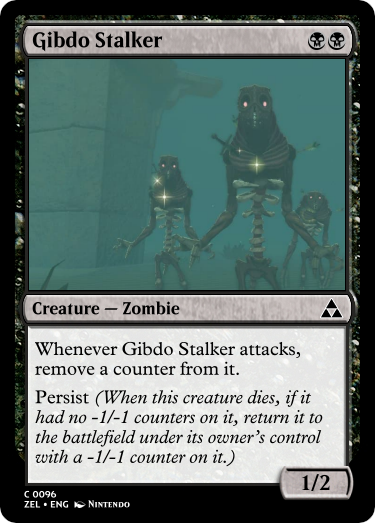 Gibdo Stalker
Creature — Zombie
Whenever Gibdo Stalker attacks,
remove a counter from it.
Persist (When this creature dies, if it
had no -1/-1 counters on it, return it to
the battlefield under its owner's control
with a -1/-1 counter on it.)
1/2
C 0096
ZEL • ENG Nintendo